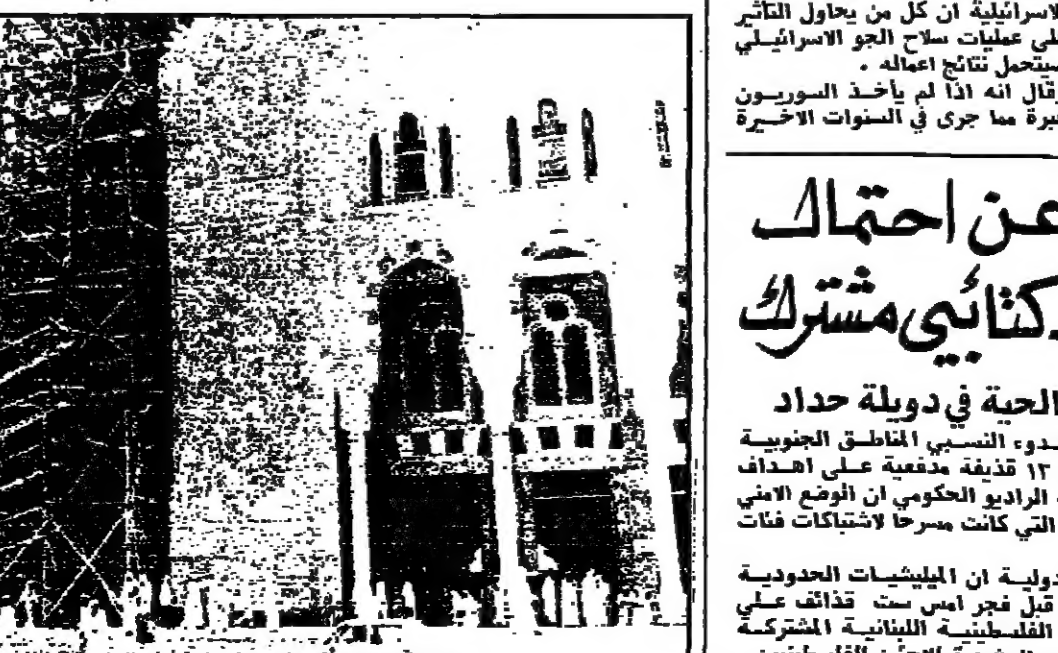 الاسرائيلية ان كل من يحاول التأثير
على عمليات سلاح الجو الاسرائيلي
سيتحمل نتائج اعماله .
قال انه اذا لم يأخذ السوريون
عبرة مما جرى في السنوات الاخيرة
عن احتمال
كتائبي مشترك
الحية في دويلة حداد
الهدوء النسبي المناطق الجنوبية
١٣ قذيفة مدفعية على اهداف
الراديو الحكومي ان الوضع الامني
التي كانت مسرحا لاشتباكات فئات
الدولية ان الميليشيات الحدودية
قبل فجر امس ست قذائف على
الفلسطينية اللبنانية المشتركة